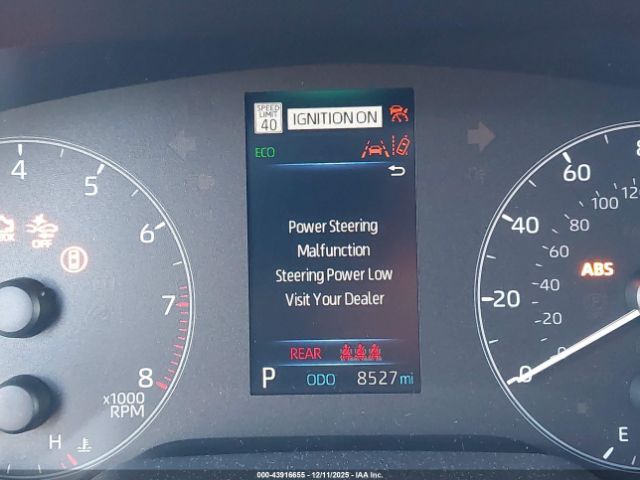 SPEED
LIMIT
40
IGNITION ON
ECO
Power Steering
Malfunction
Steering Power Low
Visit Your Dealer
REAR
P ODO 8527 mi
4
5
6
7
8
x1000
RPM
OFF
H
0
20
40
60
0
20
40
60
80
100
ABS
E
000-43916655 - 12/11/2025 - IAA Inc.